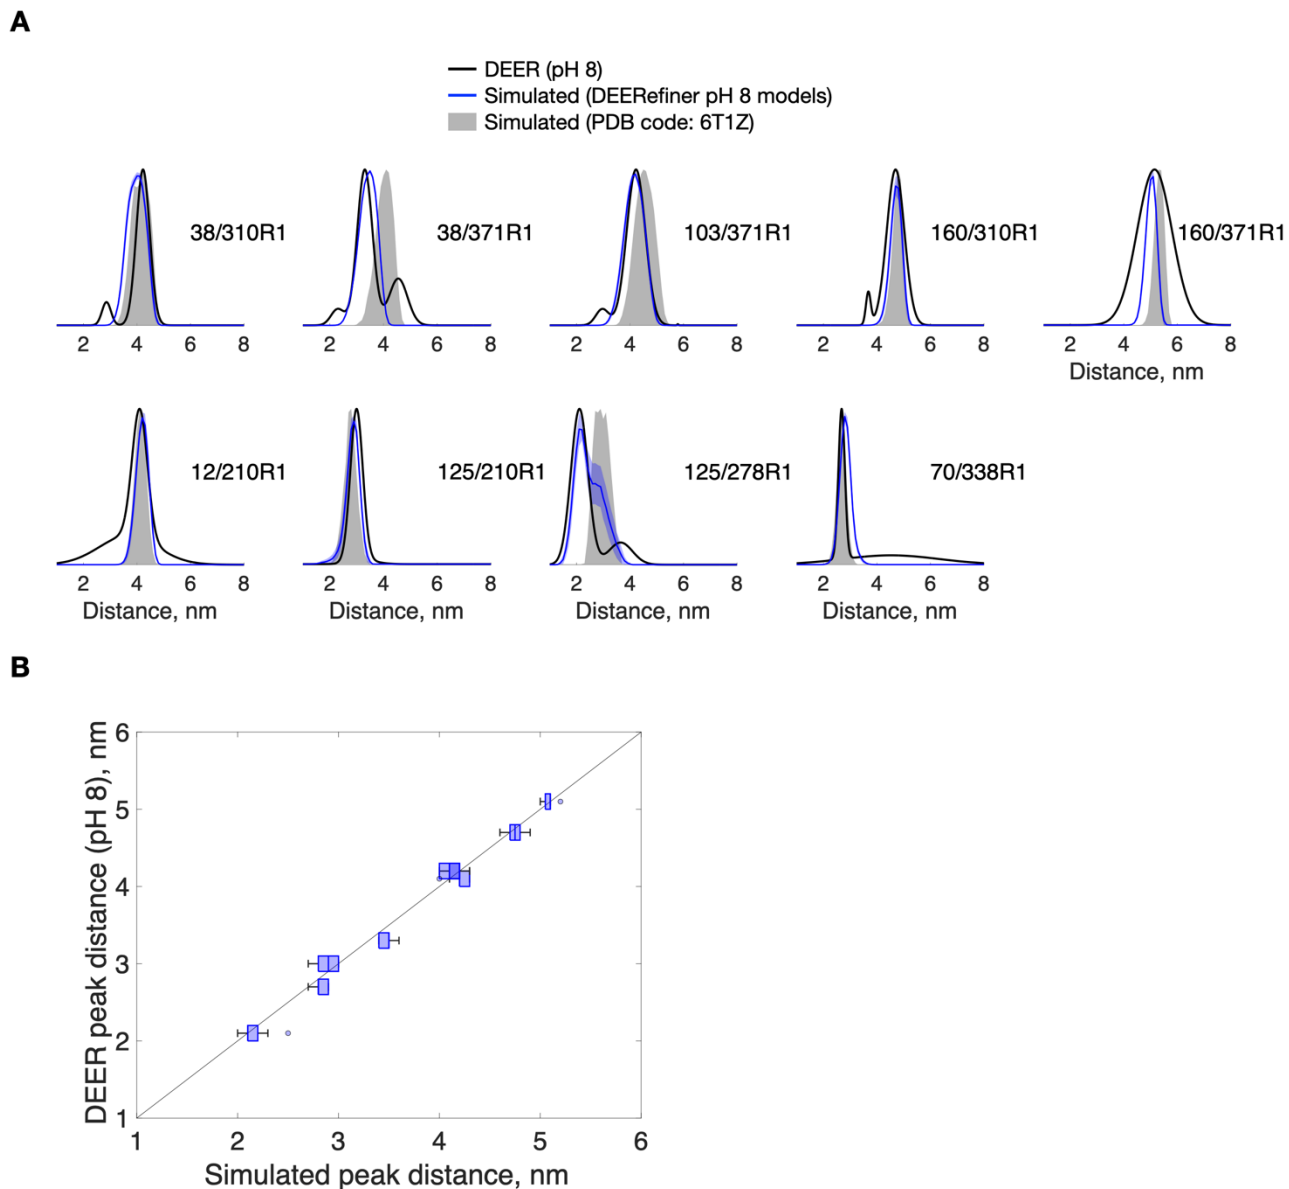 A
DEER (pH 8)
Simulated (DEERefiner pH 8 models)
Simulated (PDB code: 6T1Z)
38/310R1
38/371R1
103/371R1
160/310R1
160/371R1
2 4 6 8
2 4 6 8
2 4 6 8
2 4 6 8
2 4 6 8
Distance, nm
12/210R1
125/210R1
125/278R1
70/338R1
2 4 6 8
2 4 6 8
2 4 6 8
2 4 6 8
Distance, nm
Distance, nm
Distance, nm
Distance, nm
B
DEER peak distance (pH 8), nm
6
5
4
3
2
1
1 2 3 4 5 6
Simulated peak distance, nm